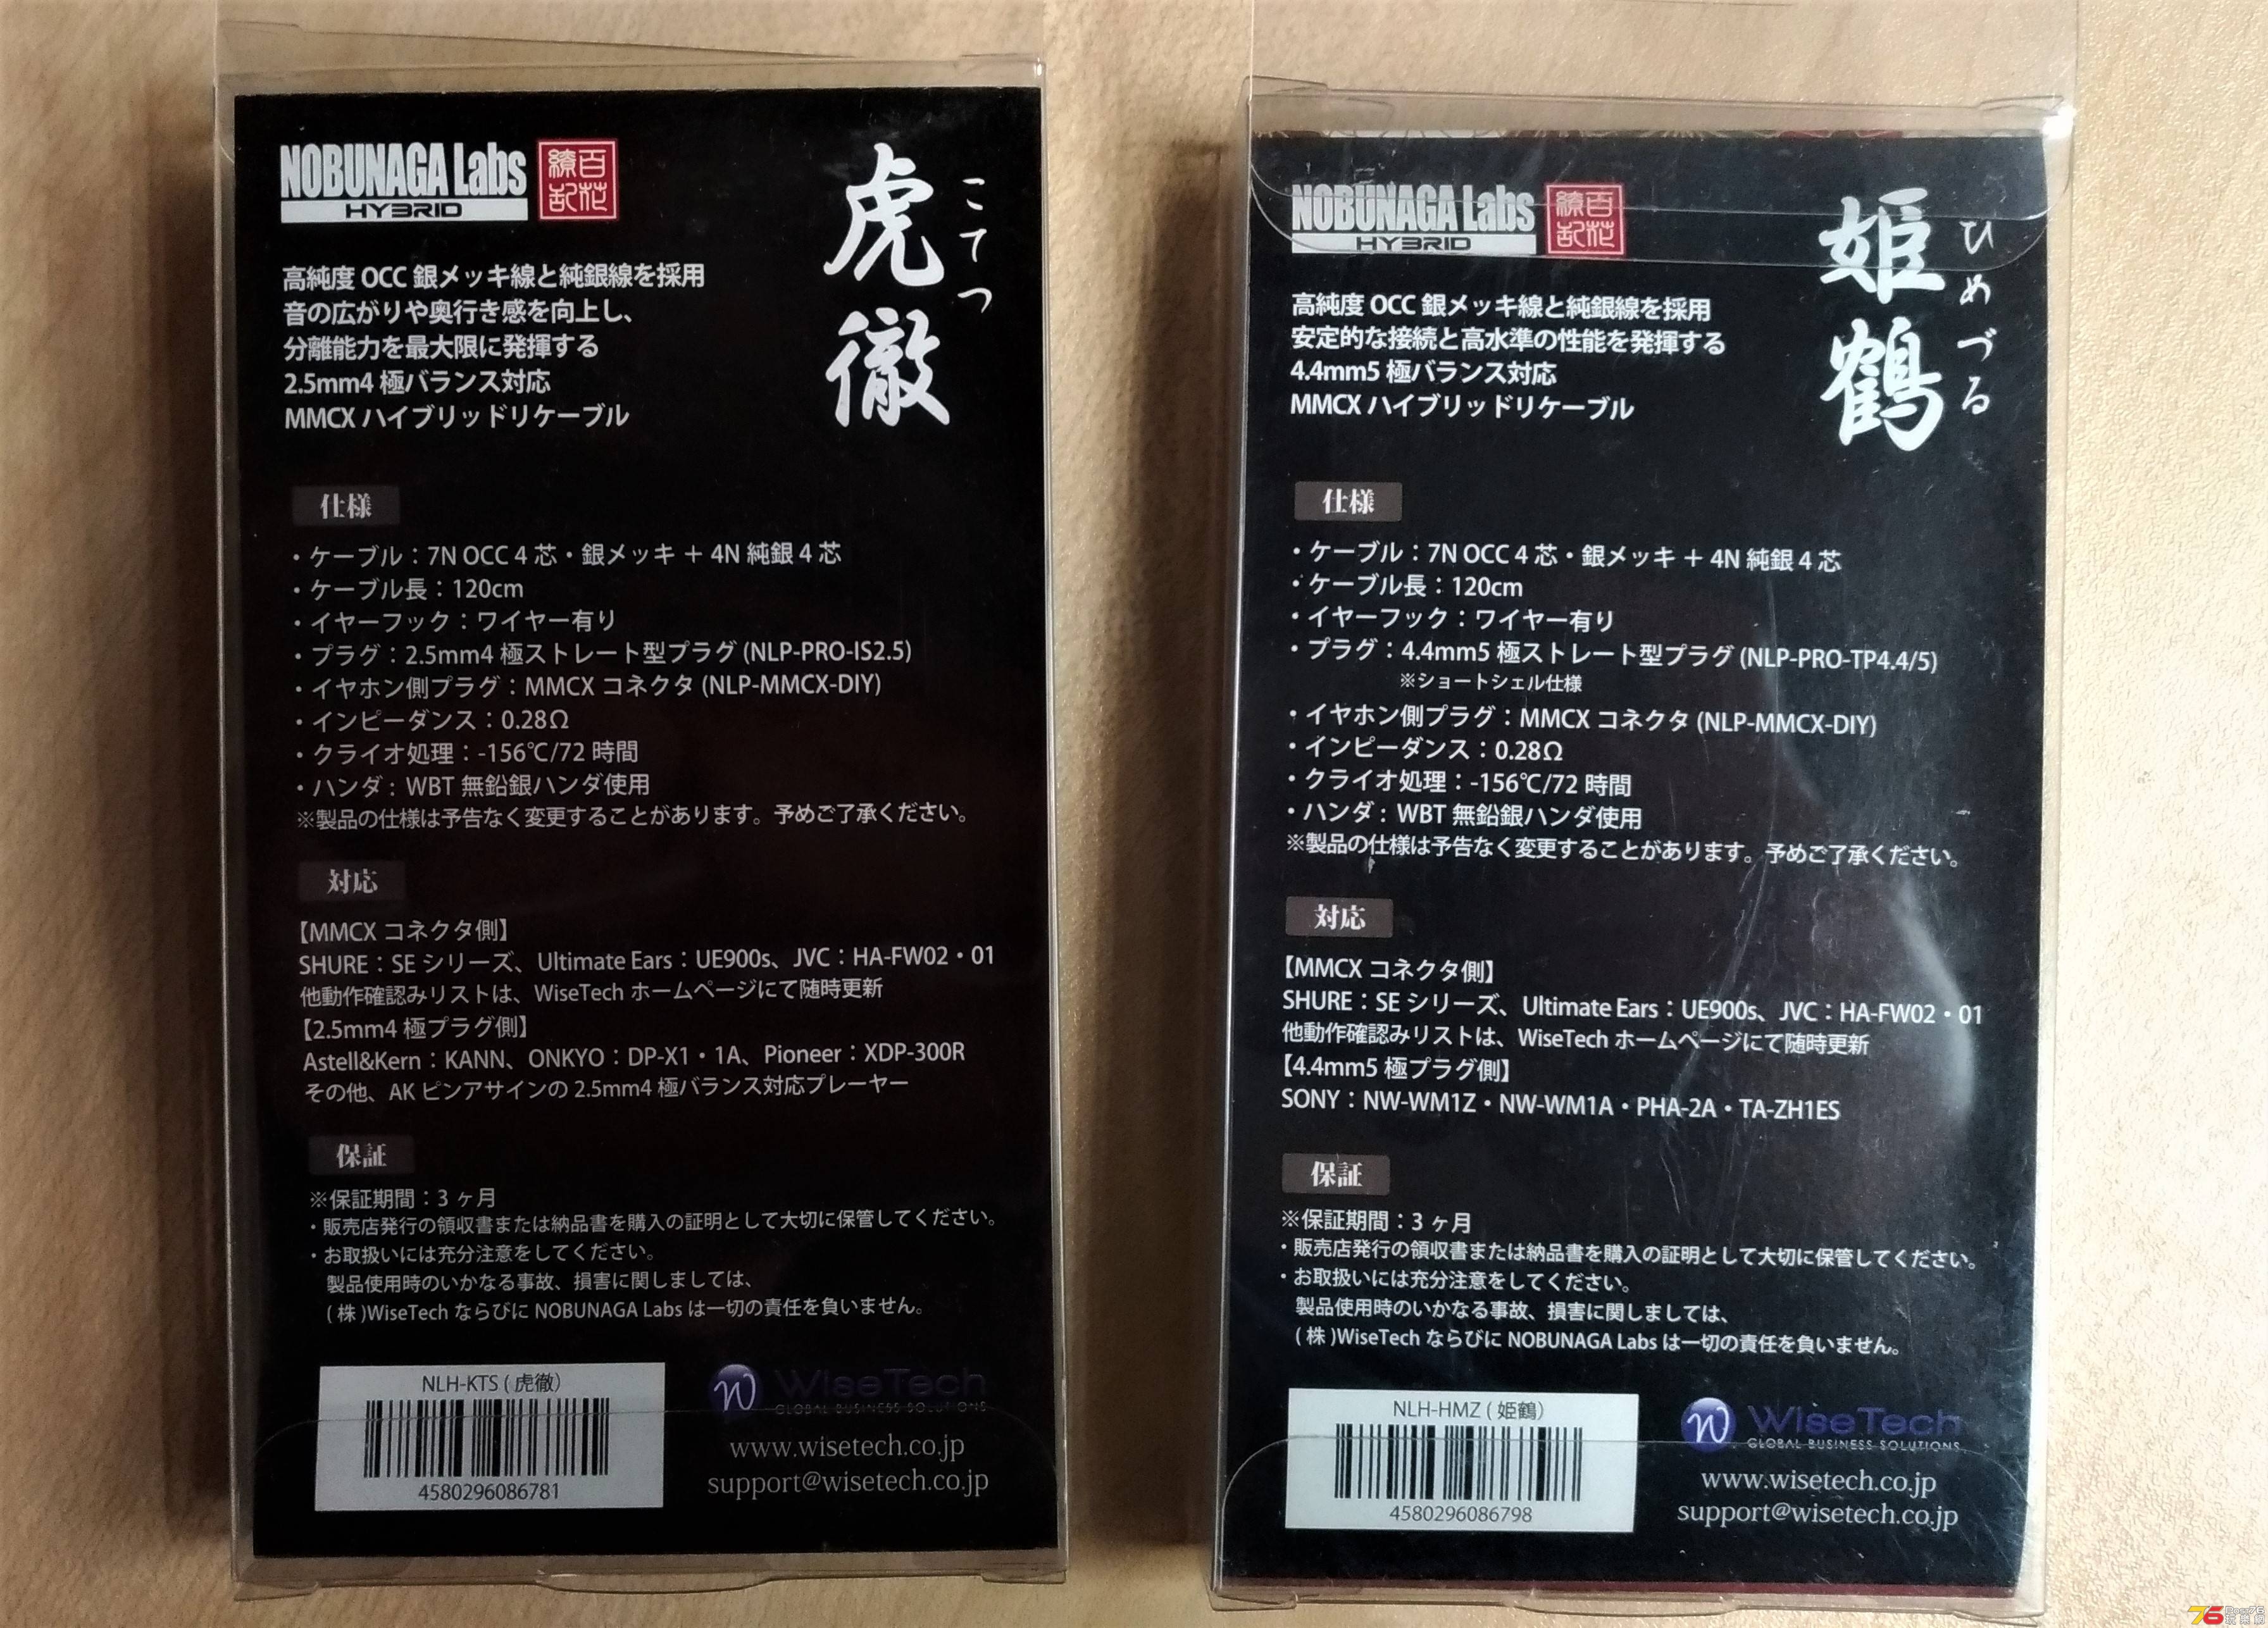 NOBUNAGA Labs
HYBRID
百花
繚乱
虎徹
こてつ
高純度 OCC 銀メッキ線と純銀線を採用
音の広がりや奥行き感を向上し、
分離能力を最大限に発揮する
2.5mm4 極バランス対応
MMCX ハイブリッドリケーブル
仕様
・ケーブル：7N OCC 4 芯・銀メッキ ＋ 4N 純銀 4 芯
・ケーブル長：120cm
・イヤーフック：ワイヤー有り
・プラグ：2.5mm4 極ストレート型プラグ (NLP-PRO-IS2.5)
・イヤホン側プラグ：MMCX コネクタ (NLP-MMCX-DIY)
・インピーダンス：0.28Ω
・クライオ処理：-156℃/72 時間
・ハンダ：WBT 無鉛銀ハンダ使用
※製品の仕様は予告なく変更することがあります。予めご了承ください。
対応
【MMCX コネクタ側】
SHURE：SE シリーズ、Ultimate Ears：UE900s、JVC：HA-FW02・01
他動作確認みリストは、WiseTech ホームページにて随時更新
【2.5mm4 極プラグ側】
Astell&Kern：KANN、ONKYO：DP-X1・1A、Pioneer：XDP-300R
その他、AK ピンアサインの 2.5mm4 極バランス対応プレーヤー
保証
※保証期間：3 ヶ月
・販売店発行の領収書または納品書を購入の証明として大切に保管してください。
・お取扱いには充分注意をしてください。
製品使用時のいかなる事故、損害に関しましては、
( 株 )WiseTech ならびに NOBUNAGA Labs は一切の責任を負いません。
NLH-KTS ( 虎徹)
4580296086781
WiseTech
GLOBAL BUSINESS SOLUTIONS
www.wisetech.co.jp
support@wisetech.co.jp
NOBUNAGA Labs
HYBRID
百花
繚乱
姫鶴
ひめづる
高純度 OCC 銀メッキ線と純銀線を採用
安定的な接続と高水準の性能を発揮する
4.4mm5 極バランス対応
MMCX ハイブリッドリケーブル
仕様
・ケーブル：7N OCC 4 芯・銀メッキ ＋ 4N 純銀 4 芯
・ケーブル長：120cm
・イヤーフック：ワイヤー有り
・プラグ：4.4mm5 極ストレート型プラグ (NLP-PRO-TP4.4/5)
※ショートシェル仕様
・イヤホン側プラグ：MMCX コネクタ (NLP-MMCX-DIY)
・インピーダンス：0.28Ω
・クライオ処理：-156℃/72 時間
・ハンダ：WBT 無鉛銀ハンダ使用
※製品の仕様は予告なく変更することがあります。予めご了承ください。
対応
【MMCX コネクタ側】
SHURE：SE シリーズ、Ultimate Ears：UE900s、JVC：HA-FW02・01
他動作確認みリストは、WiseTech ホームページにて随時更新
【4.4mm5 極プラグ側】
SONY：NW-WM1Z・NW-WM1A・PHA-2A・TA-ZH1ES
保証
※保証期間：3 ヶ月
・販売店発行の領収書または納品書を購入の証明として大切に保管してください。
・お取扱いには充分注意をしてください。
製品使用時のいかなる事故、損害に関しましては、
( 株 )WiseTech ならびに NOBUNAGA Labs は一切の責任を負いません。
NLH-HMZ ( 姫鶴)
4580296086798
WiseTech
GLOBAL BUSINESS SOLUTIONS
www.wisetech.co.jp
support@wisetech.co.jp
76